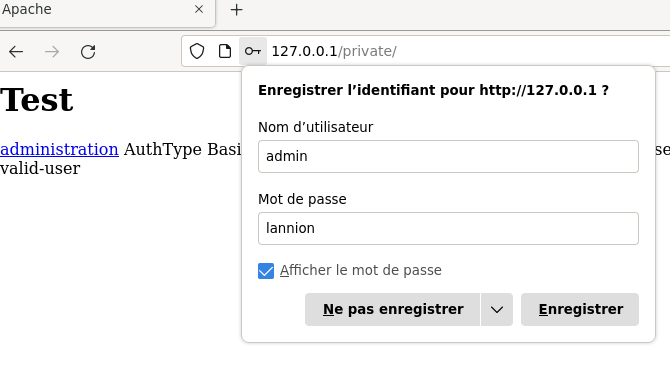 Apache
127.0.0.1/private/
Enregistrer l’identifiant pour http://127.0.0.1 ?
Test
Nom d’utilisateur
administration AuthType Basi
valid-user
admin
Mot de passe
lannion
Afficher le mot de passe
Ne pas enregistrer
Enregistrer